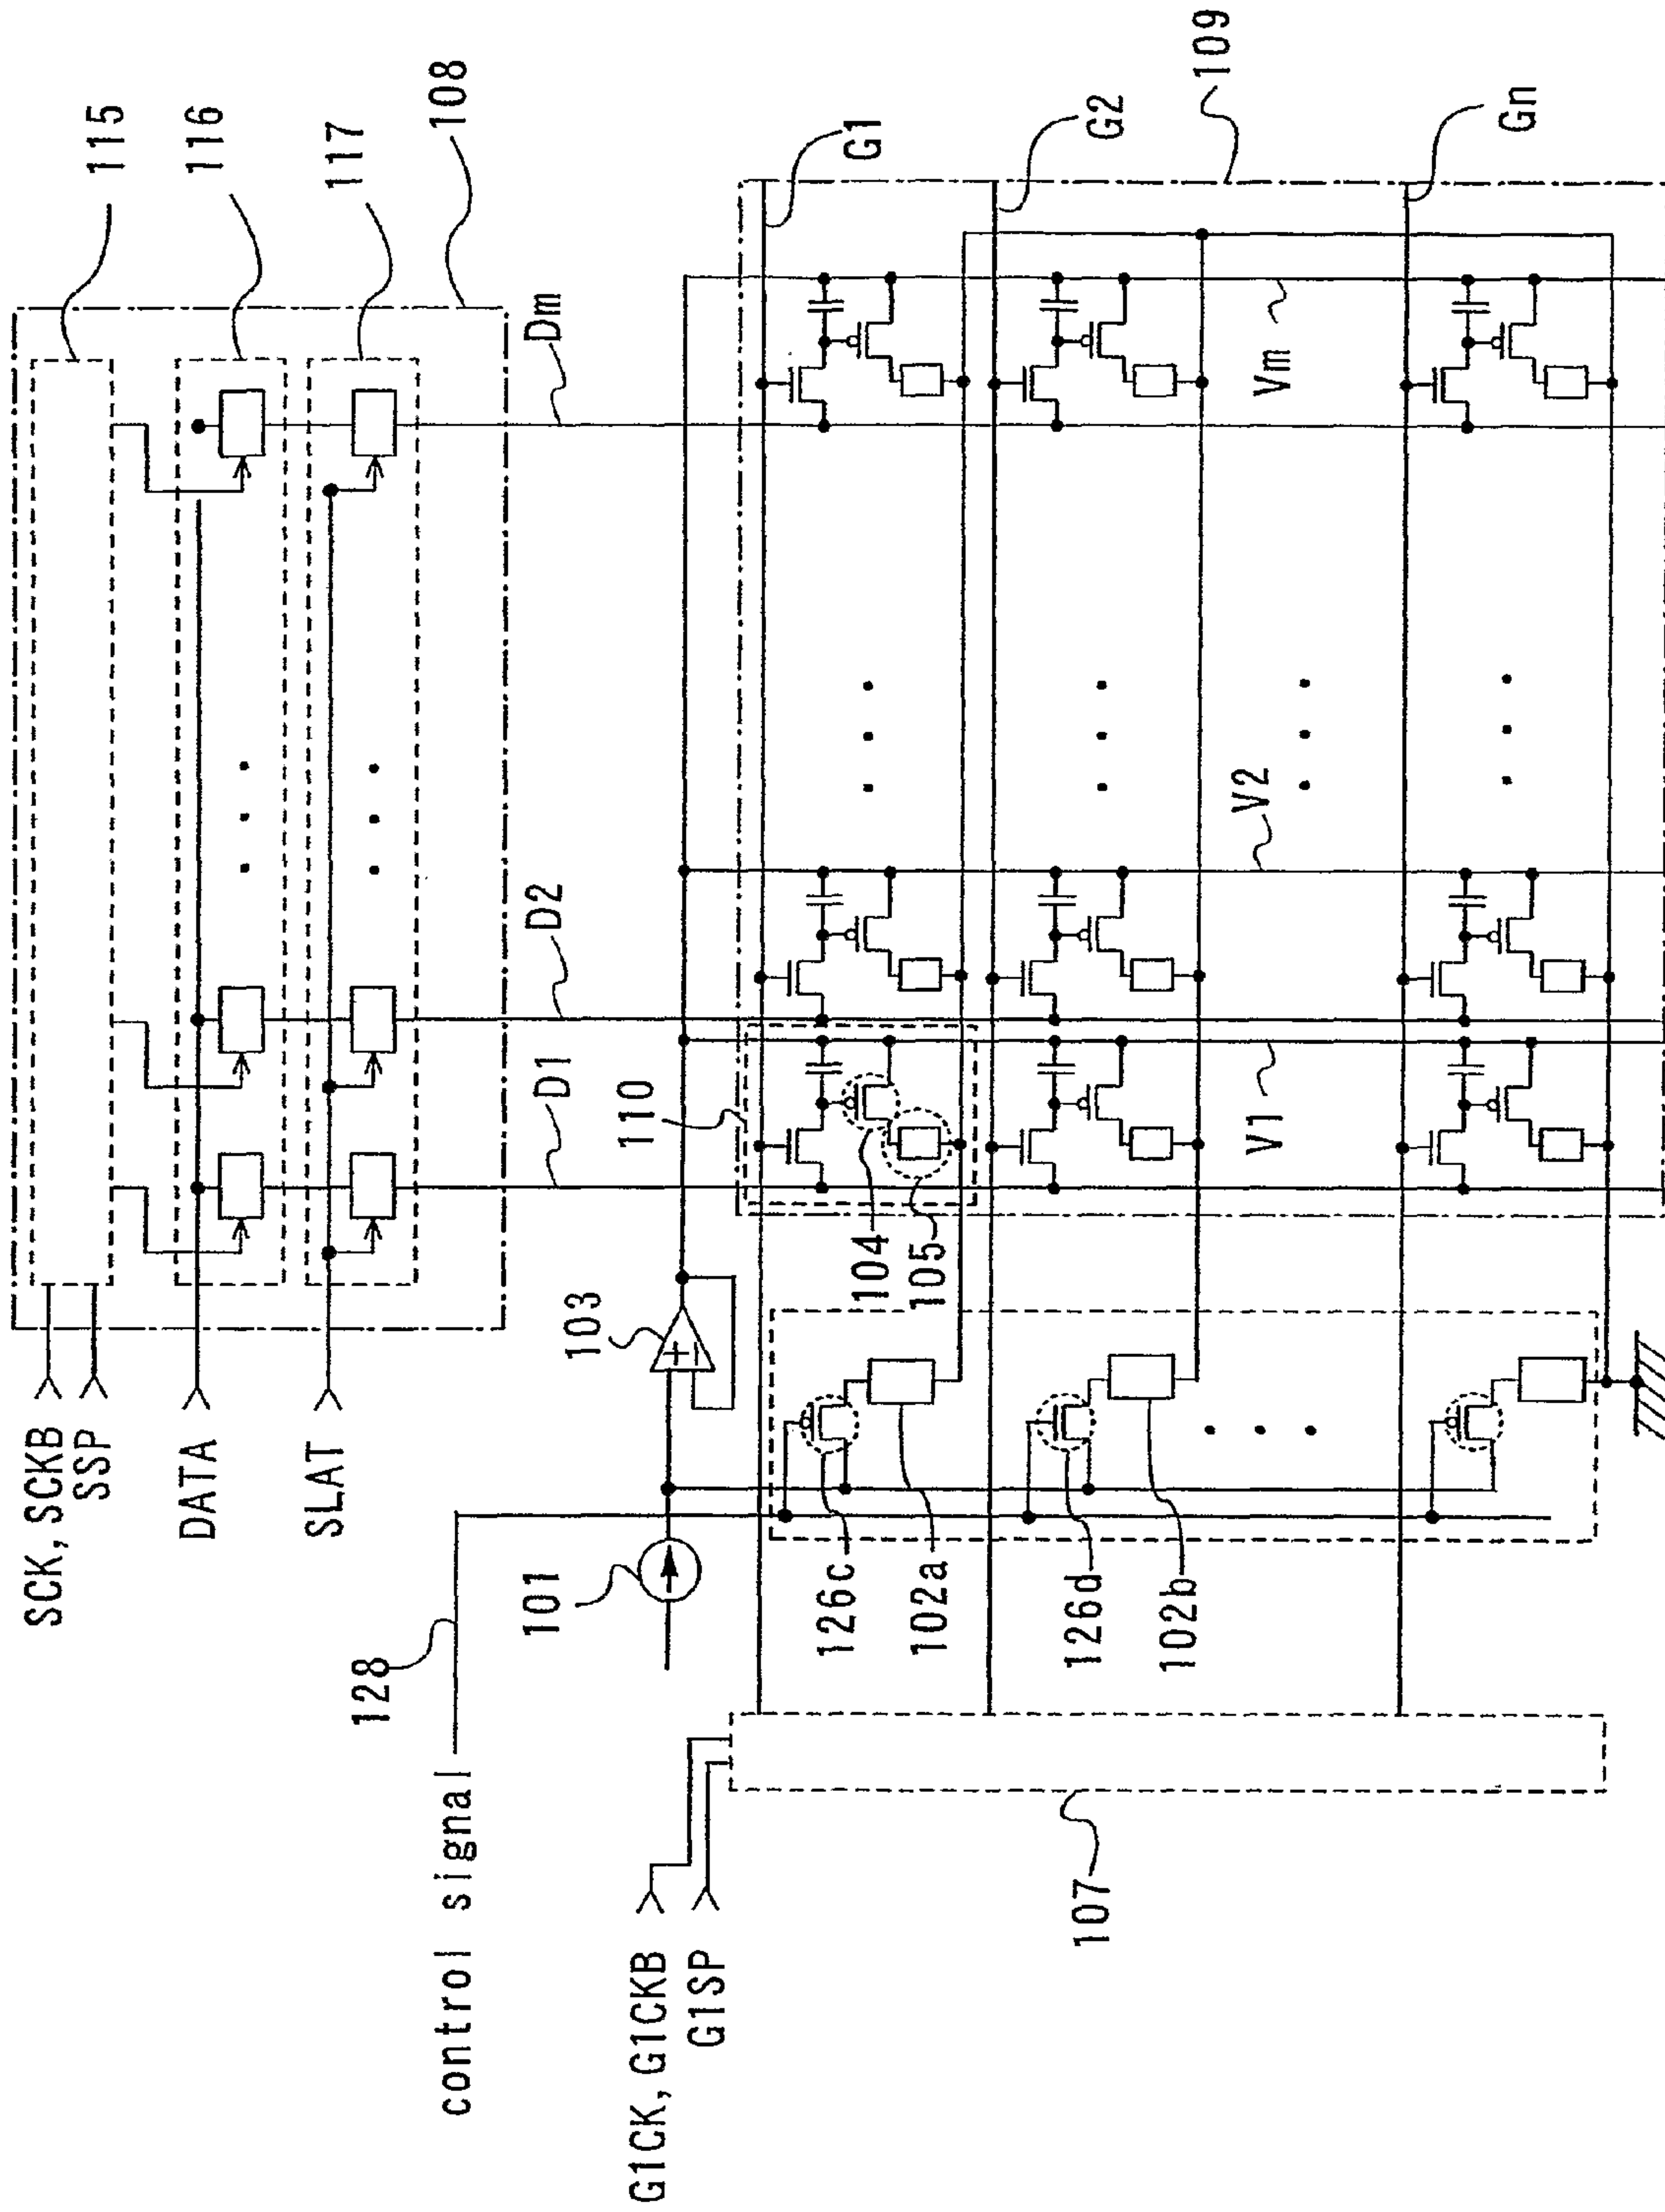 115
116
117
108
SCK, SCKB
SSP
DATA
SLAT
Dm
D2
D1
128
control signal
101
103
110
104
105
G1
109
G2
Gn
Vm
V2
V1
126c
102a
126d
102b
G1CK, G1CKB
G1SP
107